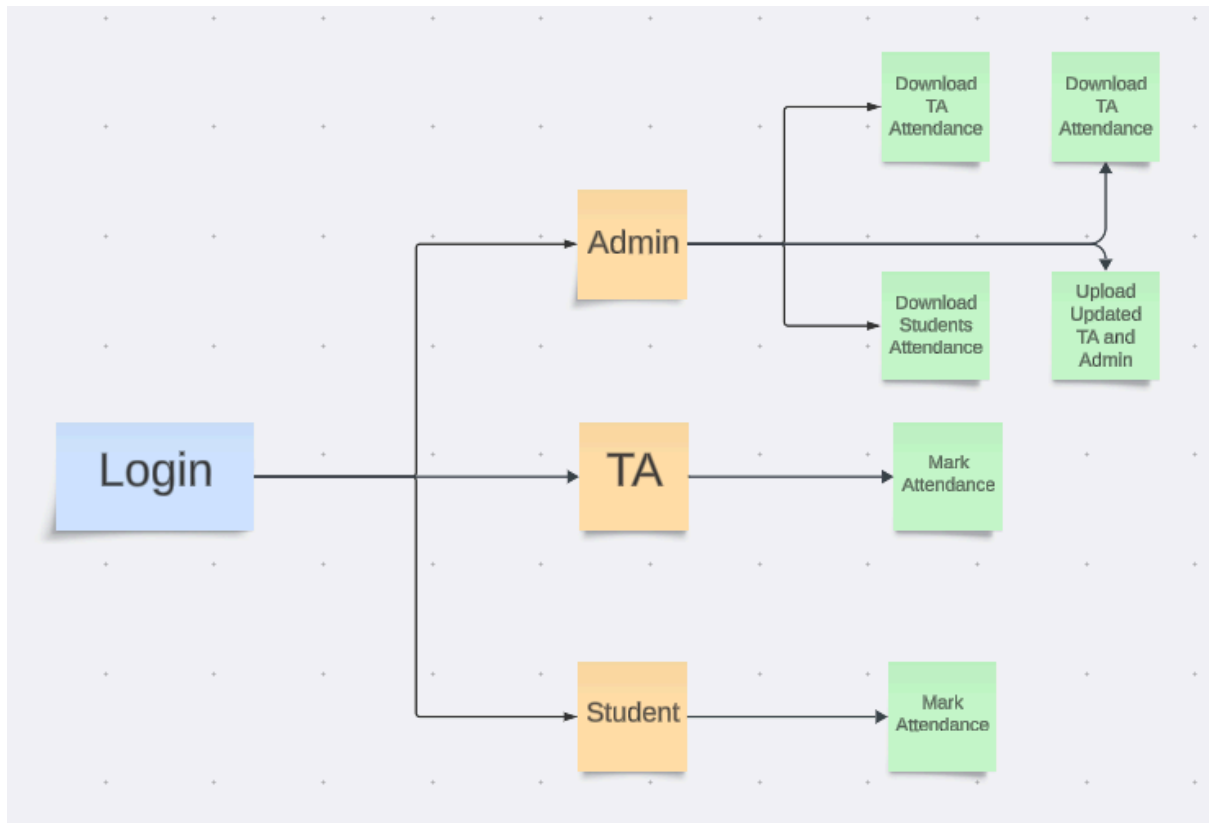 Download
TA
Attendance
Download
TA
Attendance
Admin
Download
Students
Attendance
Upload
Updated
TA and
Admin
Login
TA
Mark
Attendance
Student
Mark
Attendance